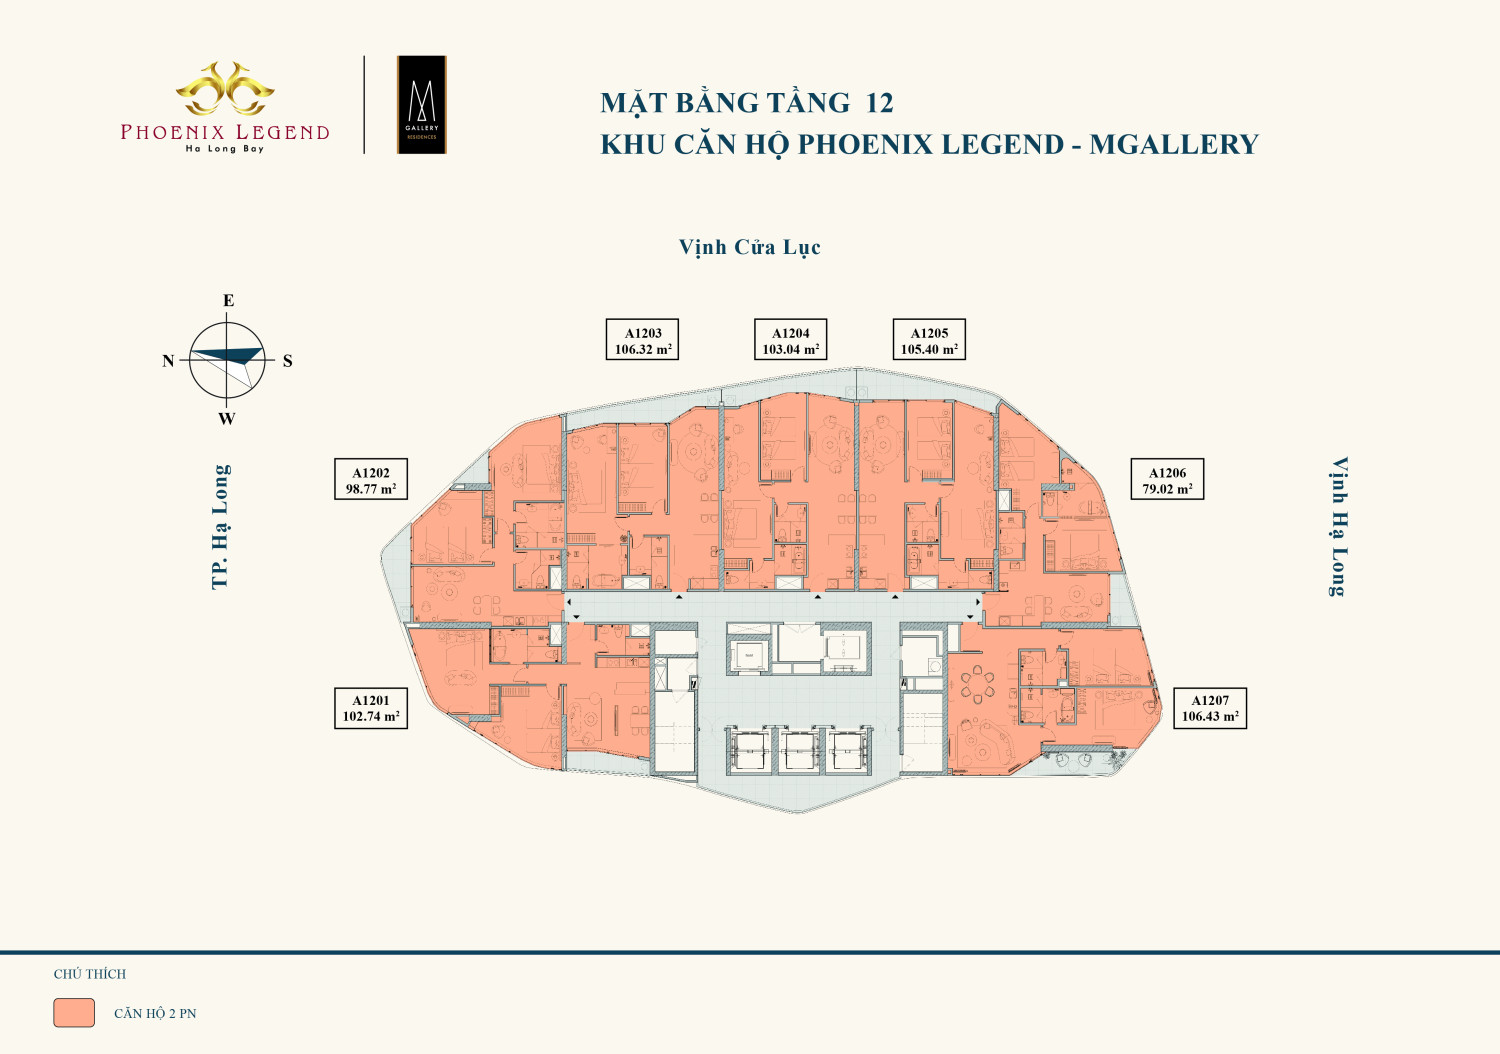 PHOENIX LEGEND
Ha Long Bay
M
GALLERY
RESIDENCES
MẶT BẰNG TẦNG 12
KHU CĂN HỘ PHOENIX LEGEND - MGALLERY
Vịnh Cửa Lục
E
N
S
W
TP. Hạ Long
Vịnh Hạ Long
A1203
106.32 m²
A1204
103.04 m²
A1205
105.40 m²
A1202
98.77 m²
A1206
79.02 m²
A1201
102.74 m²
A1207
106.43 m²
CHÚ THÍCH
CĂN HỘ 2 PN